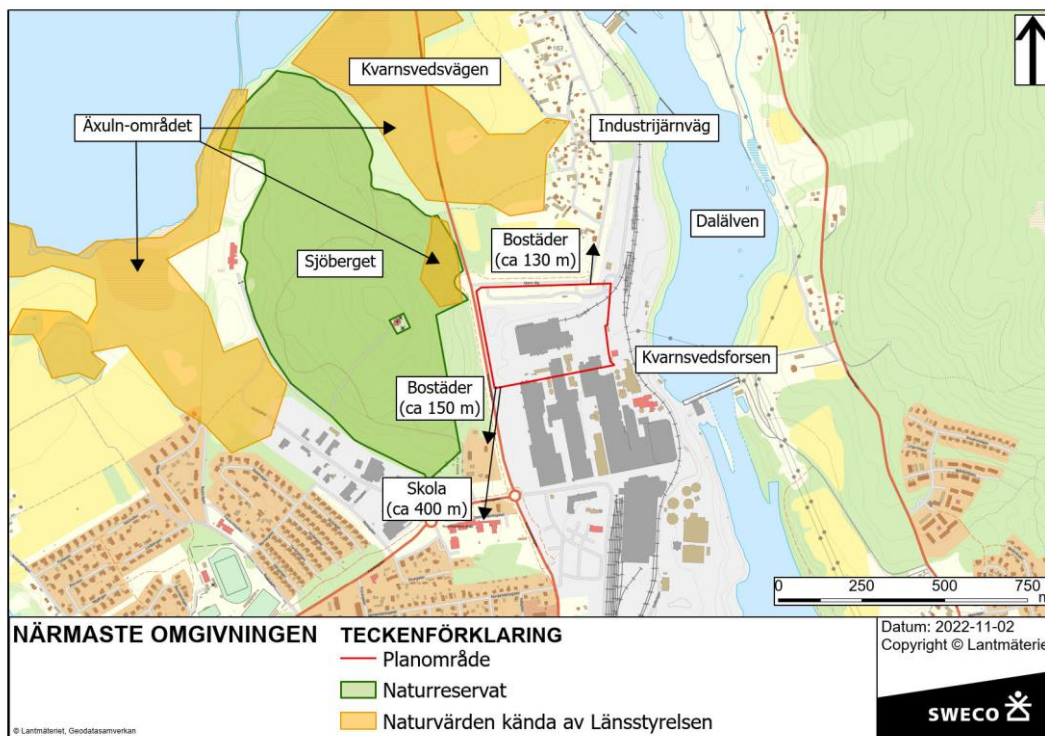 Kvarnsvedsvägen
Äxuln-området
Industrijärnväg
Dalälven
Bostäder
(ca 130 m)
Sjöberget
Kvarnsvedsforsen
Bostäder
(ca 150 m)
Skola
(ca 400 m)
0 250 500 750
m
NÄRMASTE OMGIVNINGEN
TECKENFÖRKLARING
Planområde
Naturreservat
Naturvärden kända av Länsstyrelsen
© Lantmäteriet, Geodatasamverkan
Datum: 2022-11-02
Copyright © Lantmäterie
SWECO